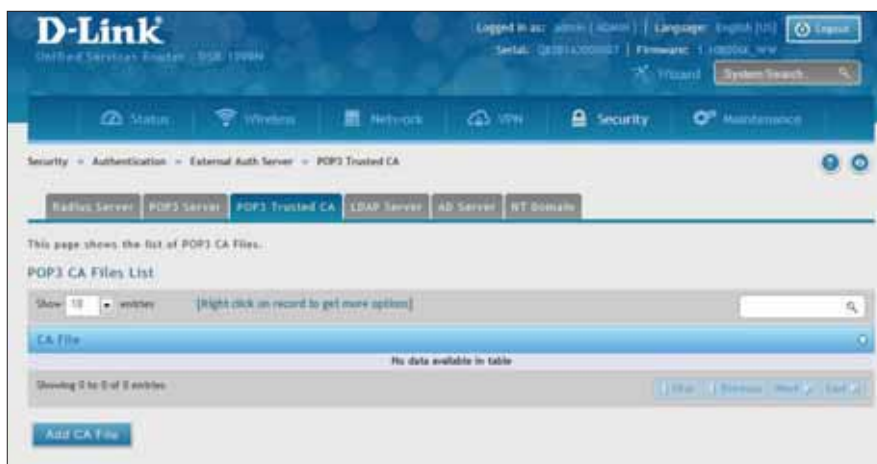 D-Link
Unified Services Router - DSR-1000N
Logged in as: admin ( ADMIN ) | Language: English [US]
Logout
Serial: | Firmware:
Wizard
System Search
Status
Wireless
Network
VPN
Security
Maintenance
Security » Authentication » External Auth Server » POP3 Trusted CA
Radius Server
POP3 Server
POP3 Trusted CA
LDAP Server
AD Server
NT Domain
This page shows the list of POP3 CA Files.
POP3 CA Files List
Show 10 entries
[Right click on record to get more options]
CA File
No data available in table
Showing 0 to 0 of 0 entries
First
Previous
Next
Last
Add CA File